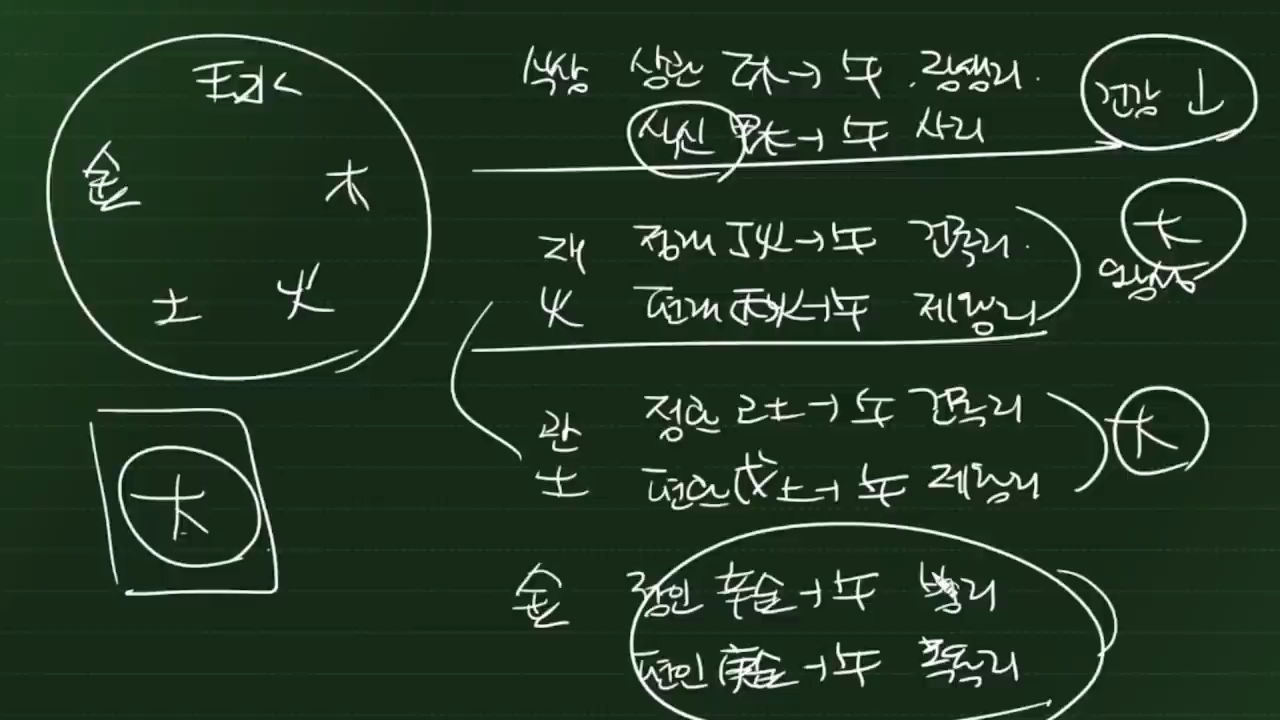 壬水
金 木
土 火
식상 상관 乙木→午 장생지.
식신 甲木→午 사지
건강 ↓
재 정재 丁火→午 건록지.
火 편재 丙火→午 제왕지
관 정관 己土→午 건록지
土 편관 戊土→午 제왕지
金 정인 辛金→午 병지
편인 庚金→午 목욕지